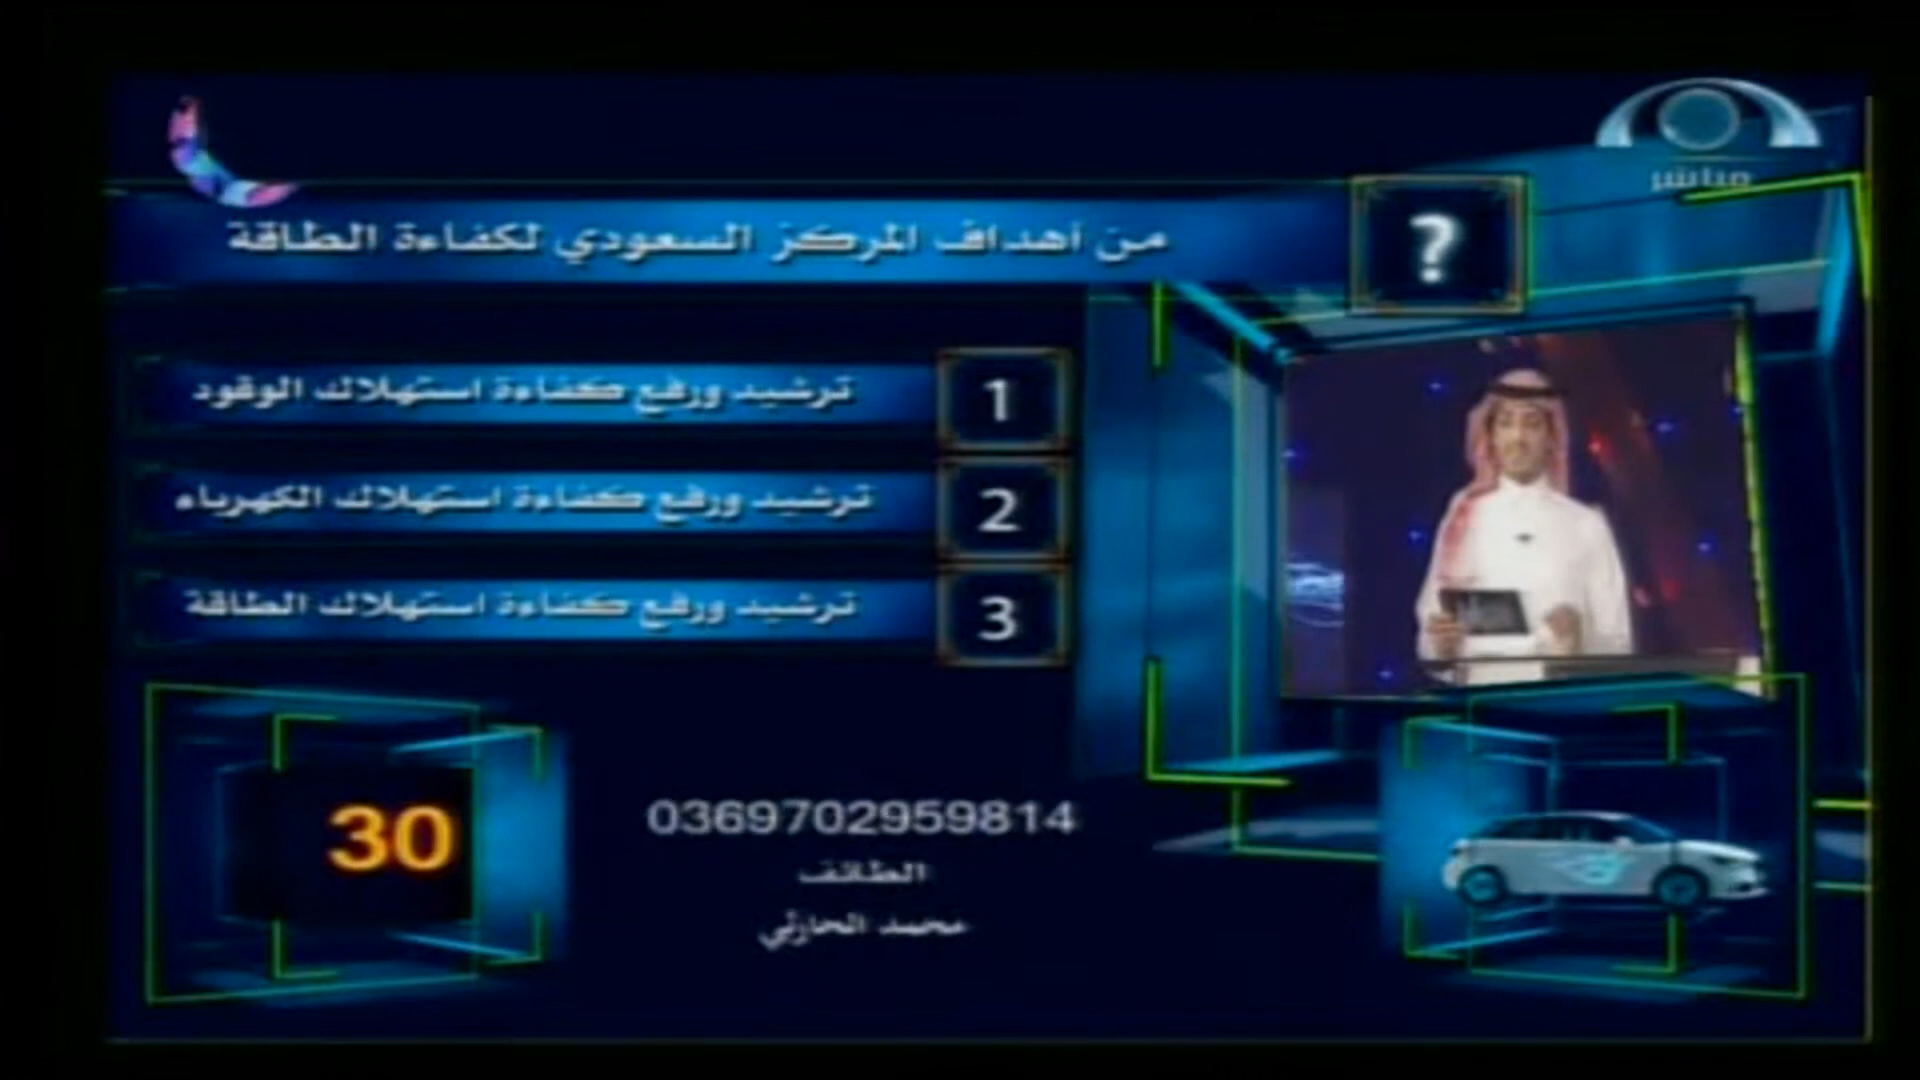 مباشر
?
من أهداف المركز السعودي لكفاءة الطاقة
1 ترشيد ورفع كفاءة استهلاك الوقود
2 ترشيد ورفع كفاءة استهلاك الكهرباء
3 ترشيد ورفع كفاءة استهلاك الطاقة
30
0369702959814
الطائف
محمد الحارثي